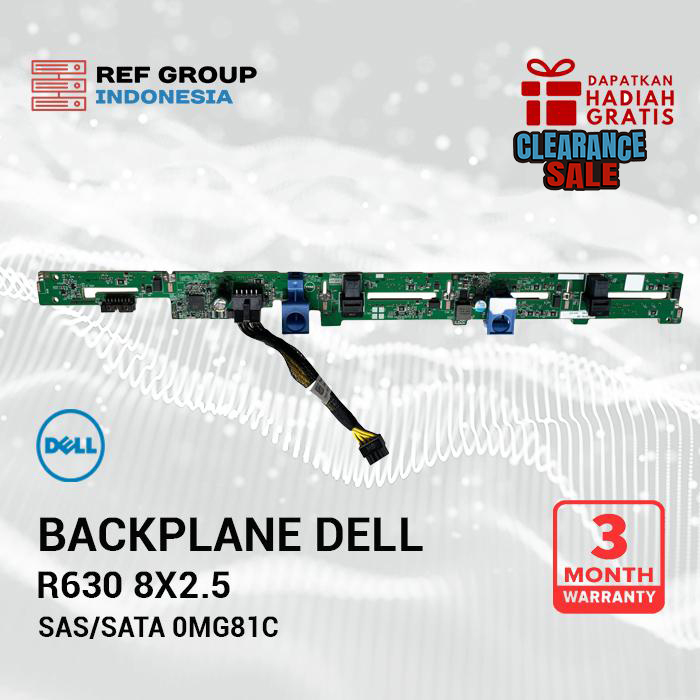 REF GROUP
INDONESIA
DAPATKAN
HADIAH
GRATIS
CLEARANCE
SALE
DELL
BACKPLANE DELL
R630 8X2.5
SAS/SATA 0MG81C
3
MONTH
WARRANTY